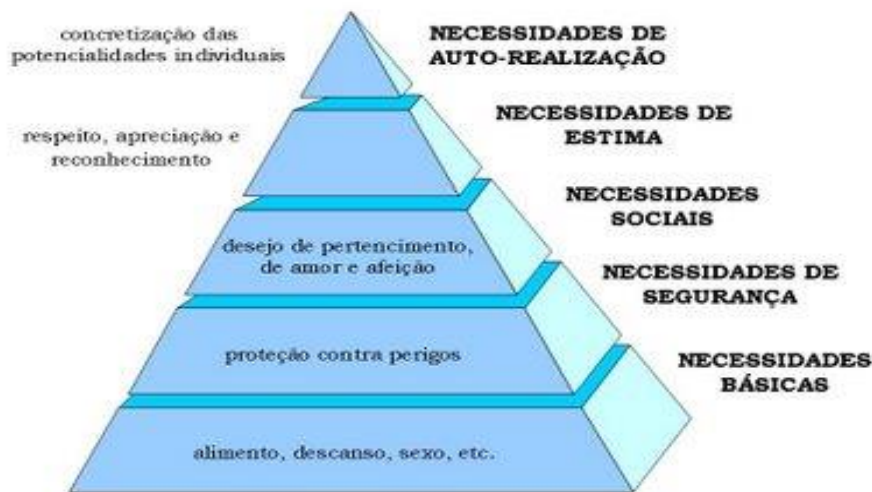 concretização das
potencialidades individuais
NECESSIDADES DE
AUTO-REALIZAÇÃO
respeito, apreciação e
reconhecimento
NECESSIDADES DE
ESTIMA
desejo de pertencimento,
de amor e afeição
NECESSIDADES
SOCIAIS
proteção contra perigos
NECESSIDADES DE
SEGURANÇA
alimento, descanso, sexo, etc.
NECESSIDADES
BÁSICAS